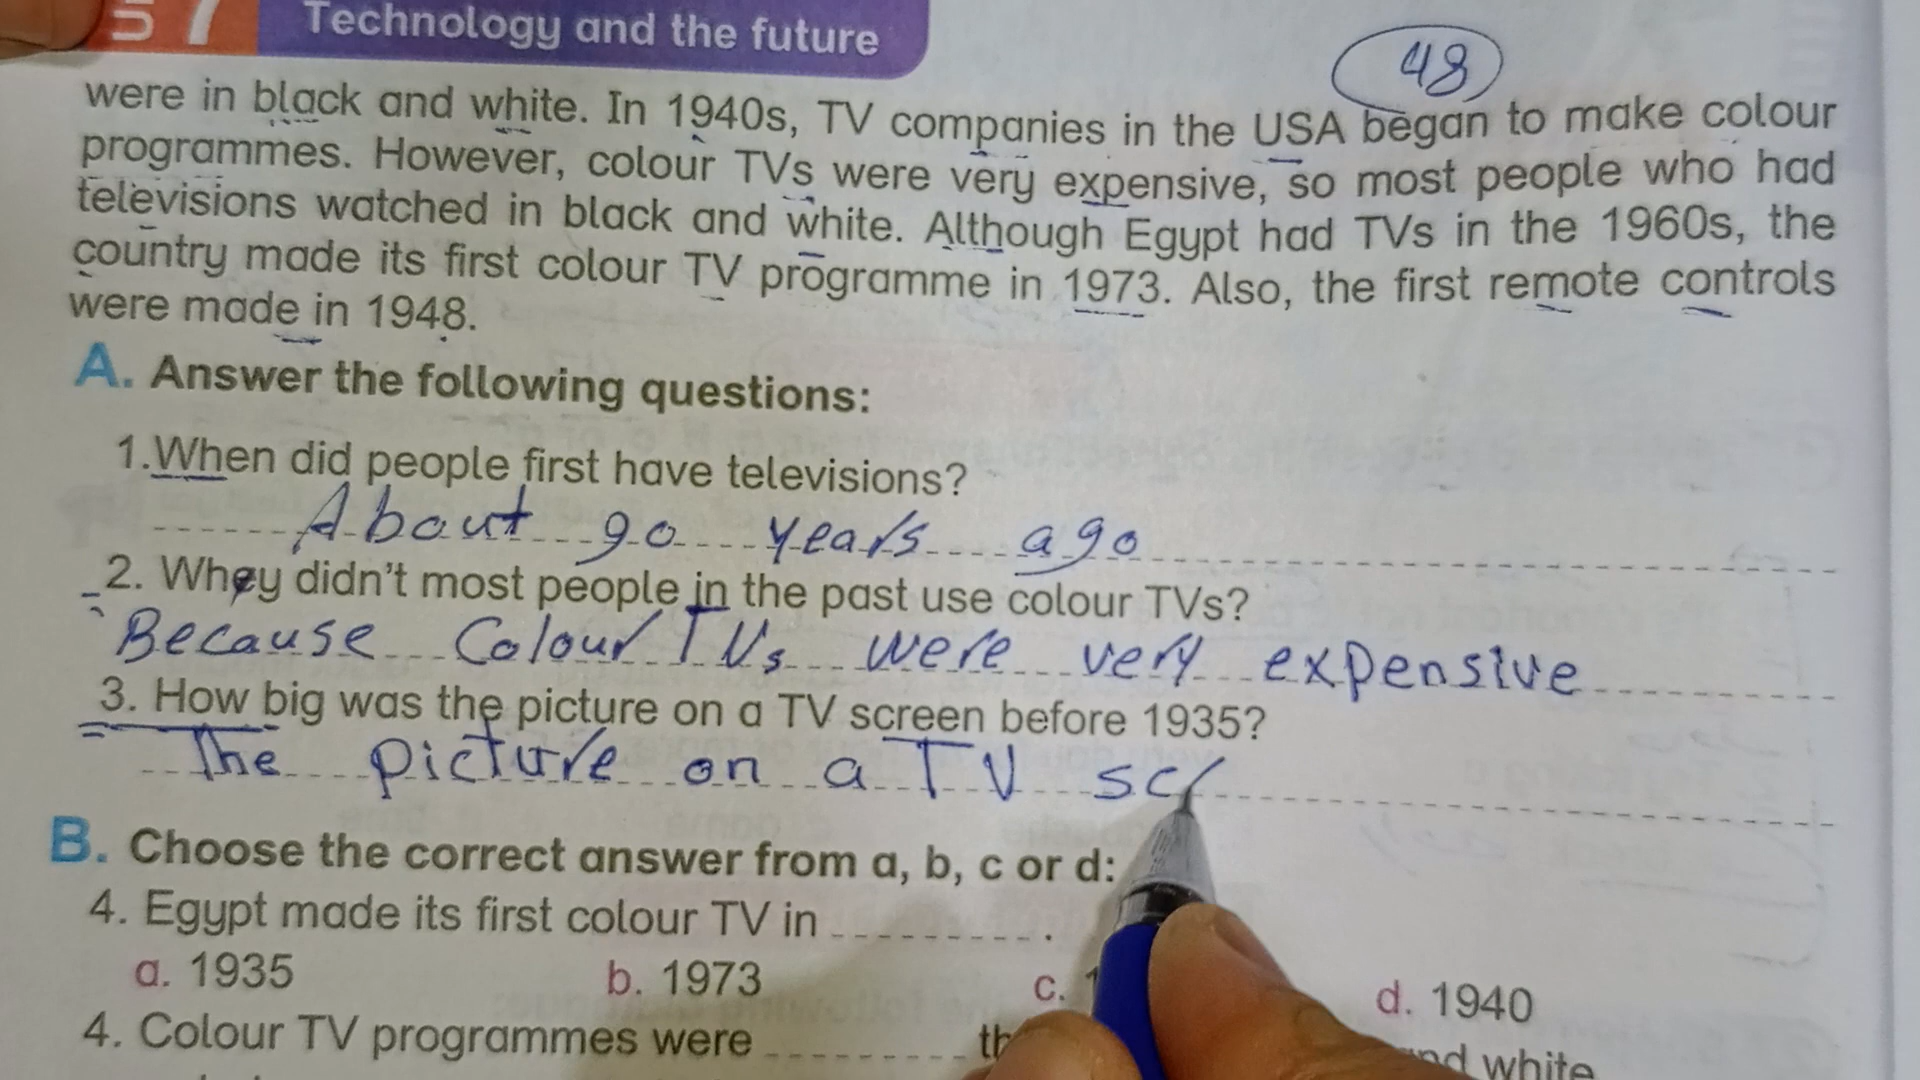 7 Technology and the future
48
were in black and white. In 1940s, TV companies in the USA began to make colour
programmes. However, colour TVs were very expensive, so most people who had
televisions watched in black and white. Although Egypt had TVs in the 1960s, the
country made its first colour TV programme in 1973. Also, the first remote controls
were made in 1948.
A. Answer the following questions:
1.When did people first have televisions?
About 90 years ago
2. Whey didn't most people in the past use colour TVs?
Because Colour TVs were very expensive
3. How big was the picture on a TV screen before 1935?
The picture on a TV scr
B. Choose the correct answer from a, b, c or d:
4. Egypt made its first colour TV in .
a. 1935 b. 1973 c. d. 1940
4. Colour TV programmes were and white